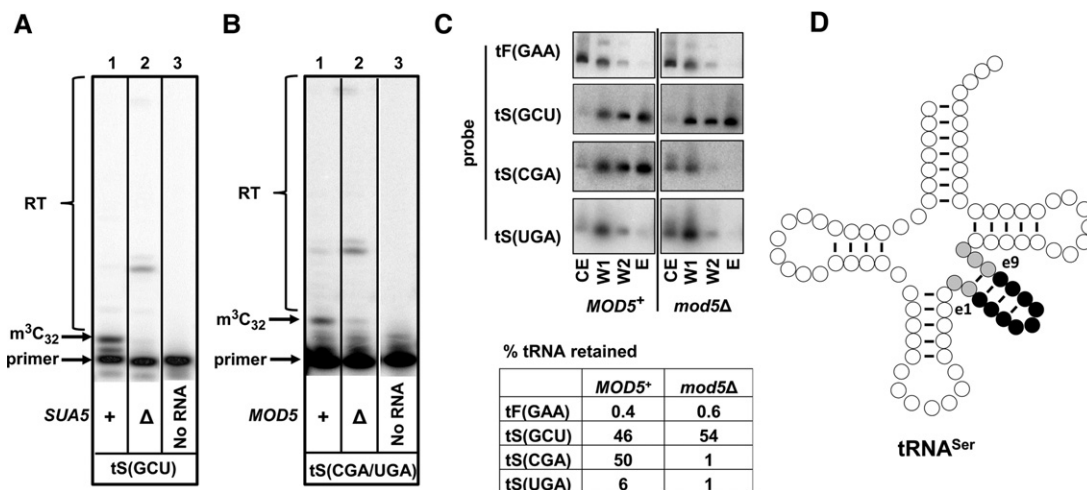 A
1 2 3
RT
m³C₃₂
primer
SUA5 + Δ No RNA
tS(GCU)
B
1 2 3
RT
m³C₃₂
primer
MOD5 + Δ No RNA
tS(CGA/UGA)
C
probe
tF(GAA)
tS(GCU)
tS(CGA)
tS(UGA)
CE W1 W2 E CE W1 W2 E
MOD5⁺ mod5Δ
% tRNA retained
MOD5⁺ mod5Δ
tF(GAA) 0.4 0.6
tS(GCU) 46 54
tS(CGA) 50 1
tS(UGA) 6 1
D
e9
e1
tRNA^Ser